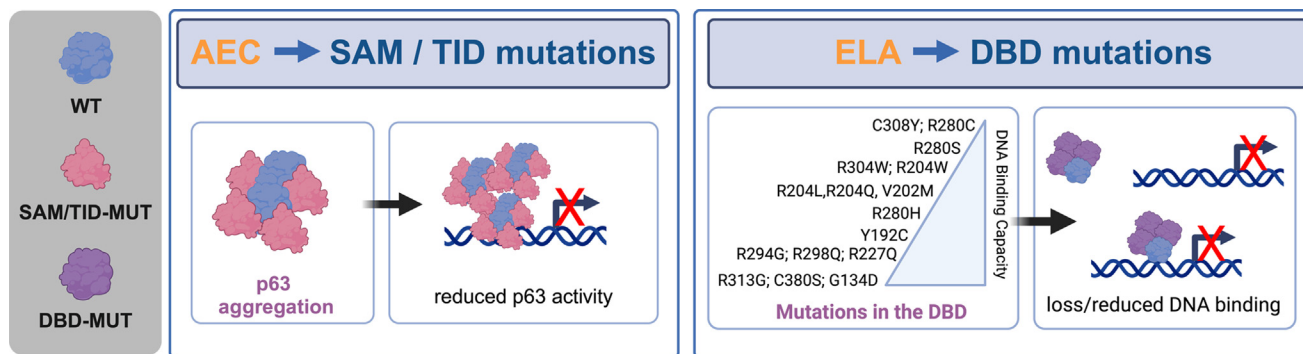 WT
SAM/TID-MUT
DBD-MUT
AEC → SAM / TID mutations
p63
aggregation
reduced p63 activity
ELA → DBD mutations
C308Y; R280C
R280S
R304W; R204W
R204L,R204Q, V202M
R280H
Y192C
R294G; R298Q; R227Q
R313G; C380S; G134D
DNA Binding Capacity
Mutations in the DBD
loss/reduced DNA binding